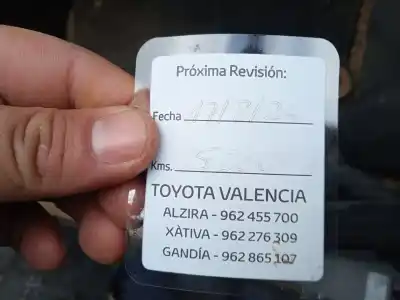 Próxima Revisión:
Fecha
Kms.
TOYOTA VALENCIA
ALZIRA - 962 455 700
XÀTIVA - 962 276 309
GANDÍA - 962 865 107